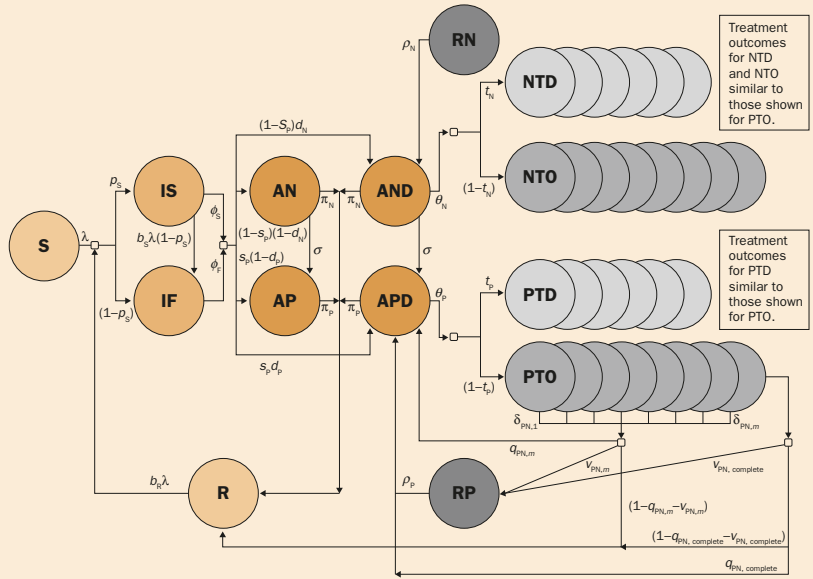 RN
Treatment
outcomes
for NTD
and NTO
similar to
those shown
for PTO.
ρN
NTD
tN
(1–SP)dN
pS
IS
AN
AND
NTO
πN
πN
θN
(1–tN)
ϕS
S
λ
bSλ(1–pS)
(1–sP)(1–dN)
σ
σ
sP(1–dP)
ϕF
Treatment
outcomes
for PTD
similar to
those shown
for PTO.
tP
PTD
IF
AP
APD
θP
(1–pS)
πP
πP
sPdP
PTO
(1–tP)
δPN,1
δPN,m
qPN,m
νPN,m
νPN, complete
bRλ
R
ρP
RP
(1–qPN,m–νPN,m)
(1–qPN, complete–νPN, complete)
qPN, complete